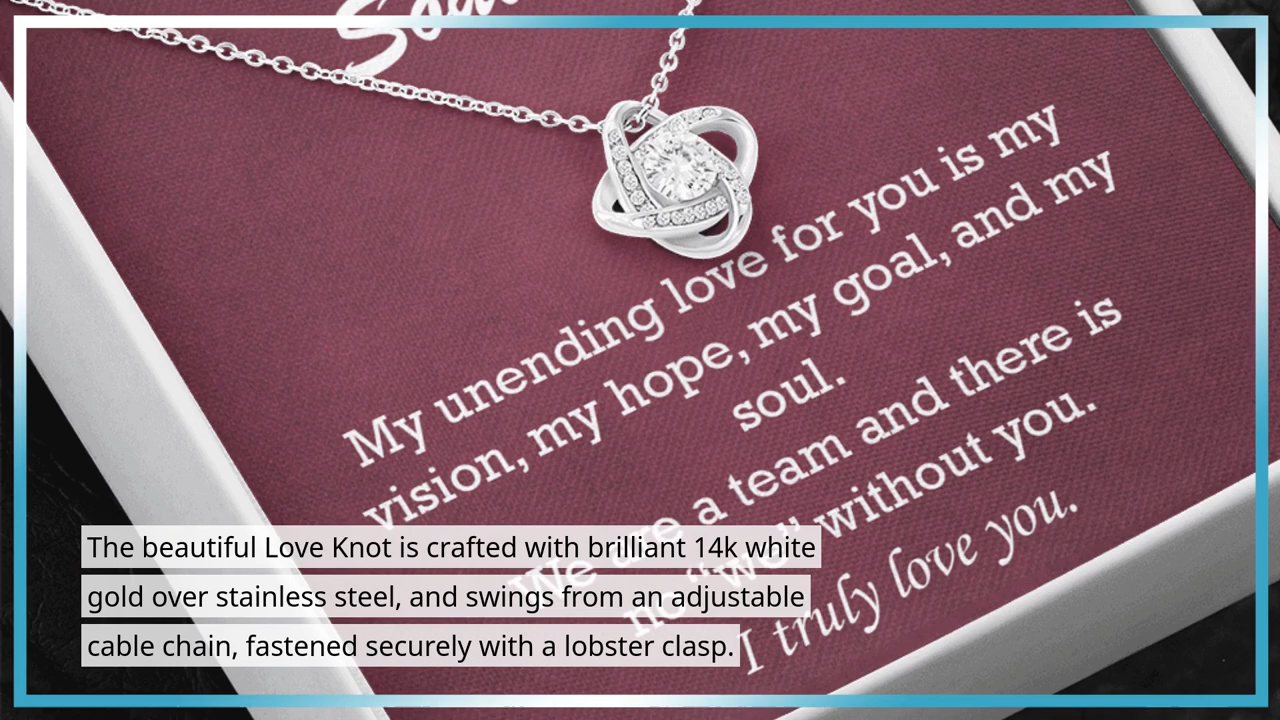 My unending love for you is my
vision, my hope, my goal, and my
soul.
We are a team and there is
no “we” without you.
I truly love you.
The beautiful Love Knot is crafted with brilliant 14k white
gold over stainless steel, and swings from an adjustable
cable chain, fastened securely with a lobster clasp.